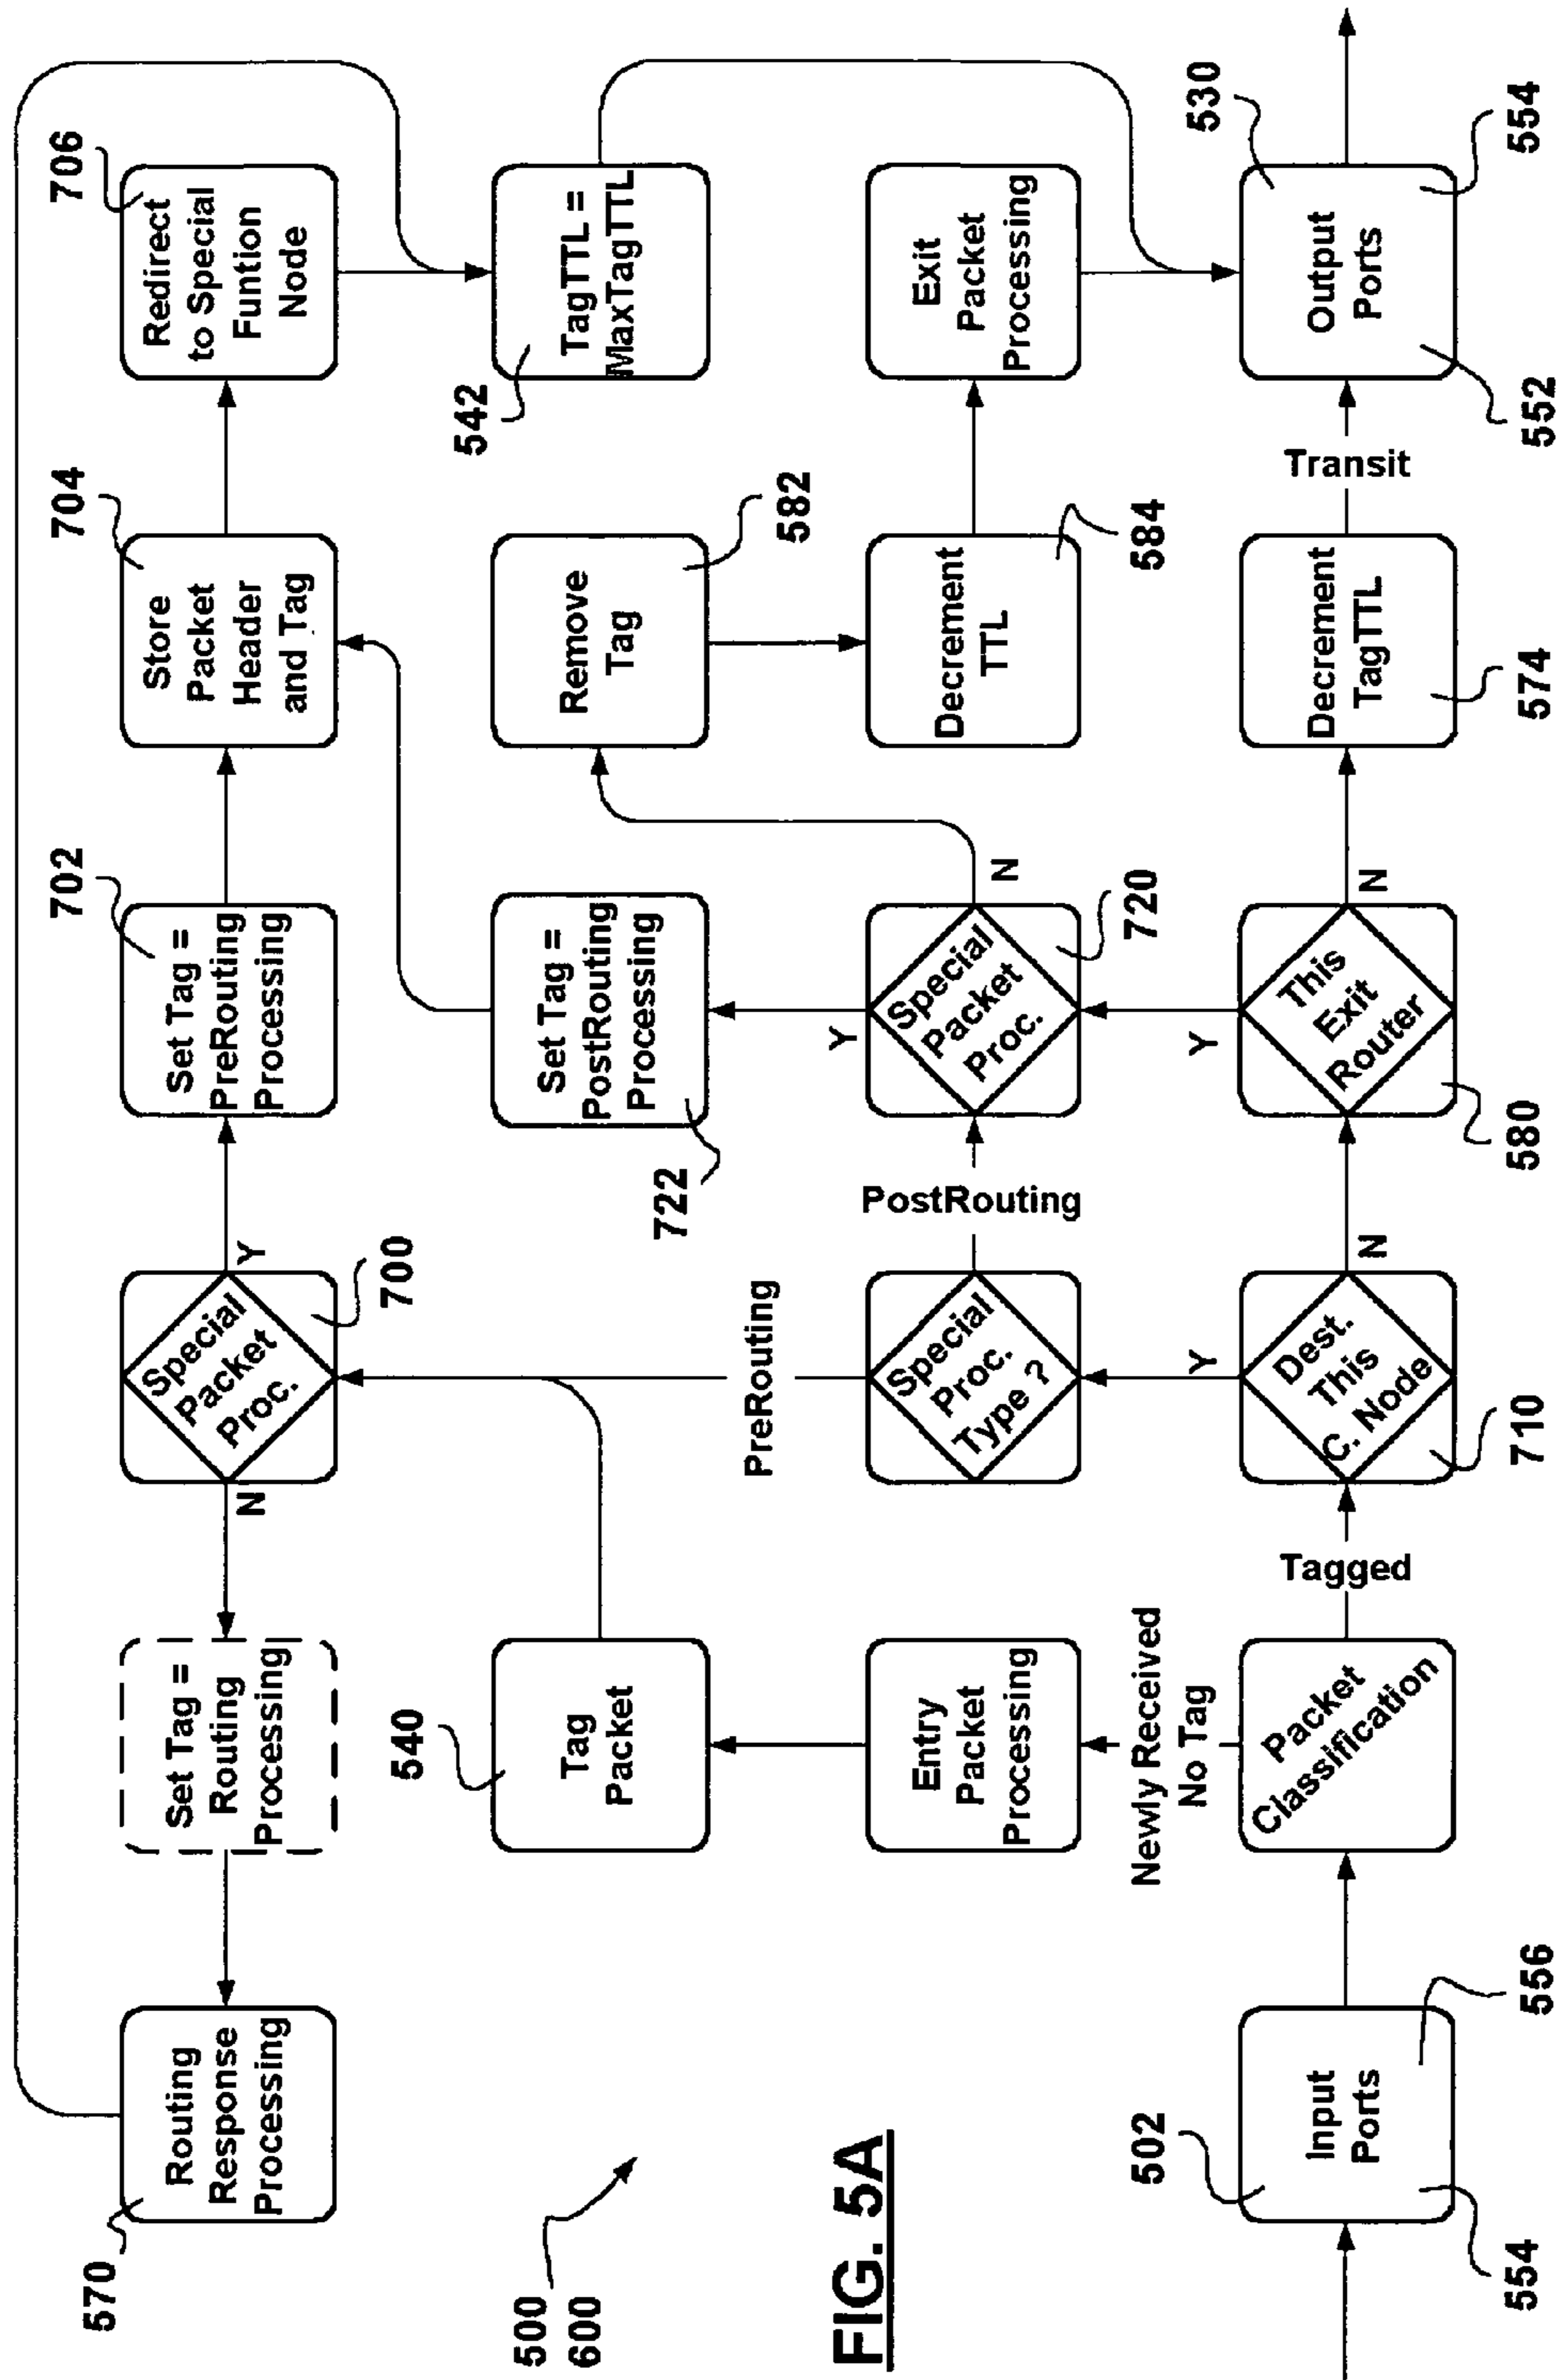 570
Routing
Response
Processing
Set Tag =
Routing
Processing
N
Special
Packet
Proc.
Y
700
702
Set Tag =
PreRouting
Processing
704
Store
Packet
Header
and Tag
706
Redirect
to Special
Funtion
Node
500
600
540
Tag
Packet
722
Set Tag =
PostRouting
Processing
Remove
Tag
582
542
TagTTL =
MaxTagTTL
FIG. 5A
Entry
Packet
Processing
PreRouting
Special
Proc.
Type ?
PostRouting
Y
Special
Packet
Proc.
N
720
Decrement
TTL
584
Exit
Packet
Processing
Newly Received
No Tag
502
Input
Ports
554
556
Packet
Classification
Tagged
Y
Dest.
This
C. Node
N
710
Y
This
Exit
Router
N
580
Decrement
TagTTL
574
Transit
530
Output
Ports
552
554